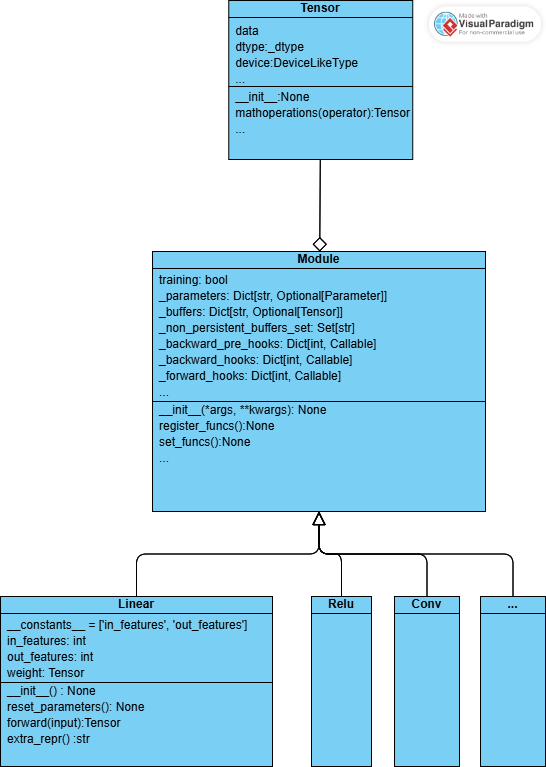 Tensor
Made with
VisualParadigm
For non-commercial use
data
dtype:_dtype
device:DeviceLikeType
...
__init__:None
mathoperations(operator):Tensor
...
Module
training: bool
_parameters: Dict[str, Optional[Parameter]]
_buffers: Dict[str, Optional[Tensor]]
_non_persistent_buffers_set: Set[str]
_backward_pre_hooks: Dict[int, Callable]
_backward_hooks: Dict[int, Callable]
_forward_hooks: Dict[int, Callable]
...
__init__(*args, **kwargs): None
register_funcs():None
set_funcs():None
...
Linear
__constants__ = ['in_features', 'out_features']
in_features: int
out_features: int
weight: Tensor
__init__() : None
reset_parameters(): None
forward(input):Tensor
extra_repr() :str
Relu
Conv
...